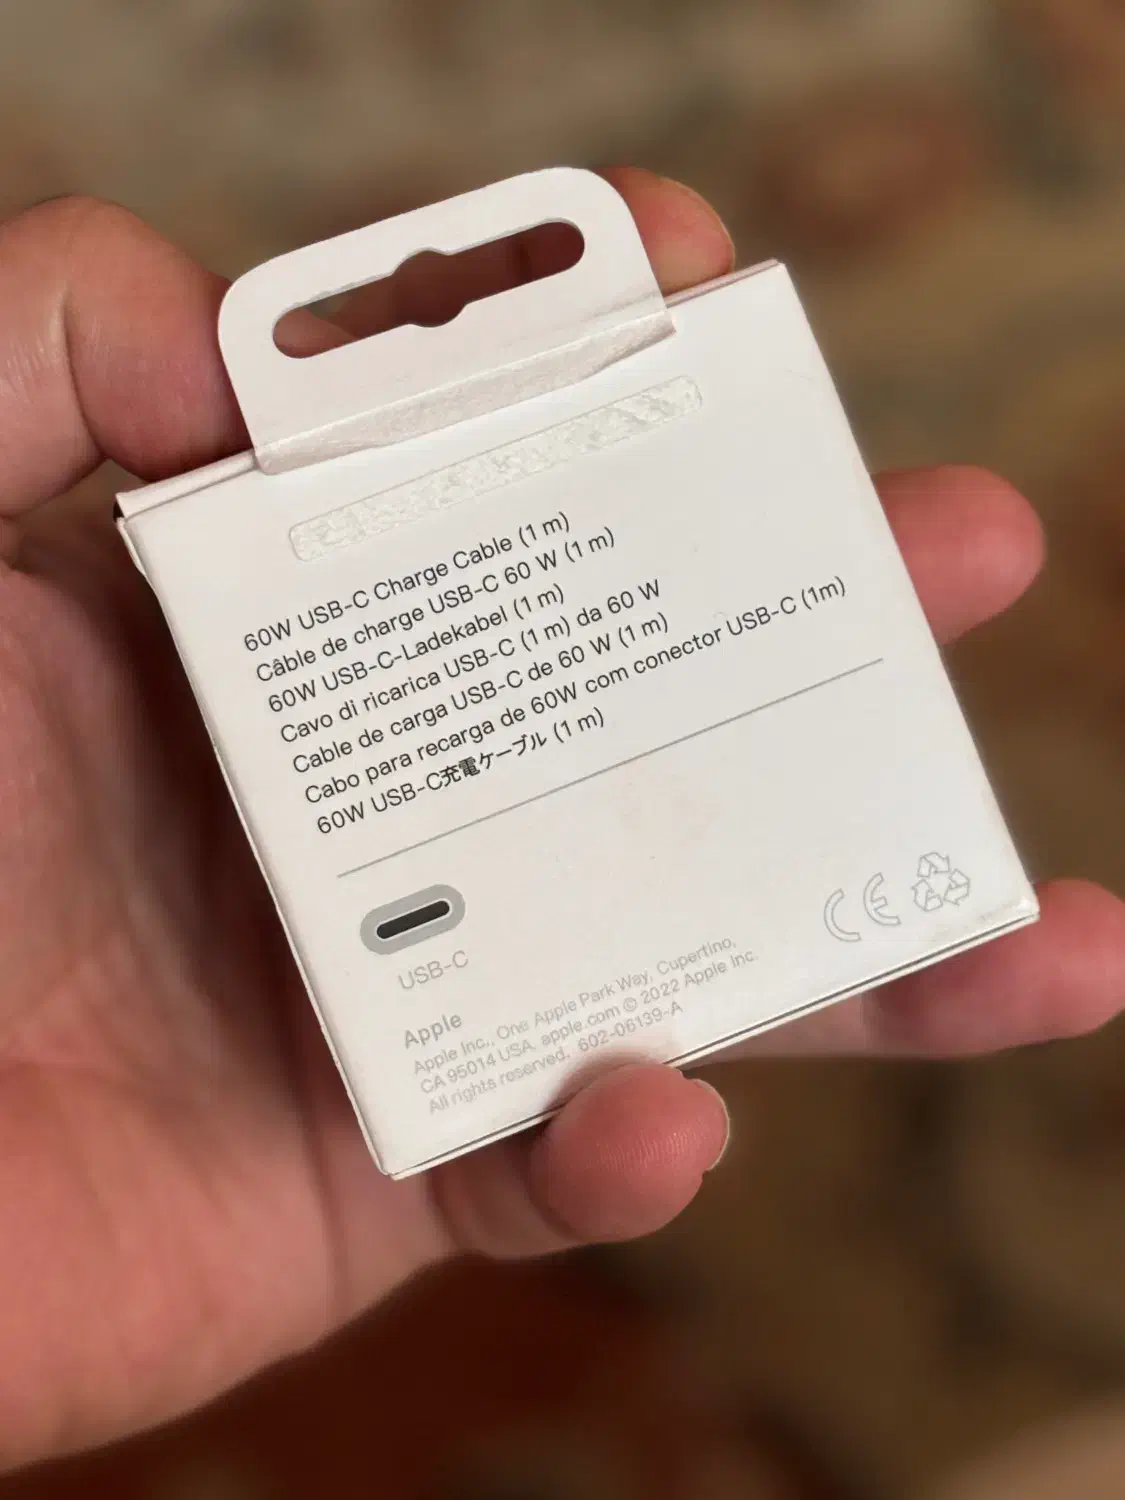 60W USB-C Charge Cable (1 m)
Câble de charge USB-C 60 W (1 m)
60W USB-C-Ladekabel (1 m)
Cavo di ricarica USB-C (1 m) da 60 W
Cable de carga USB-C de 60 W (1 m)
Cabo para recarga de 60W com conector USB-C (1m)
60W USB-C充電ケーブル (1 m)
USB-C
CE
Apple
Apple Inc., One Apple Park Way, Cupertino,
CA 95014 USA. apple.com © 2022 Apple Inc.
All rights reserved. 602-06139-A